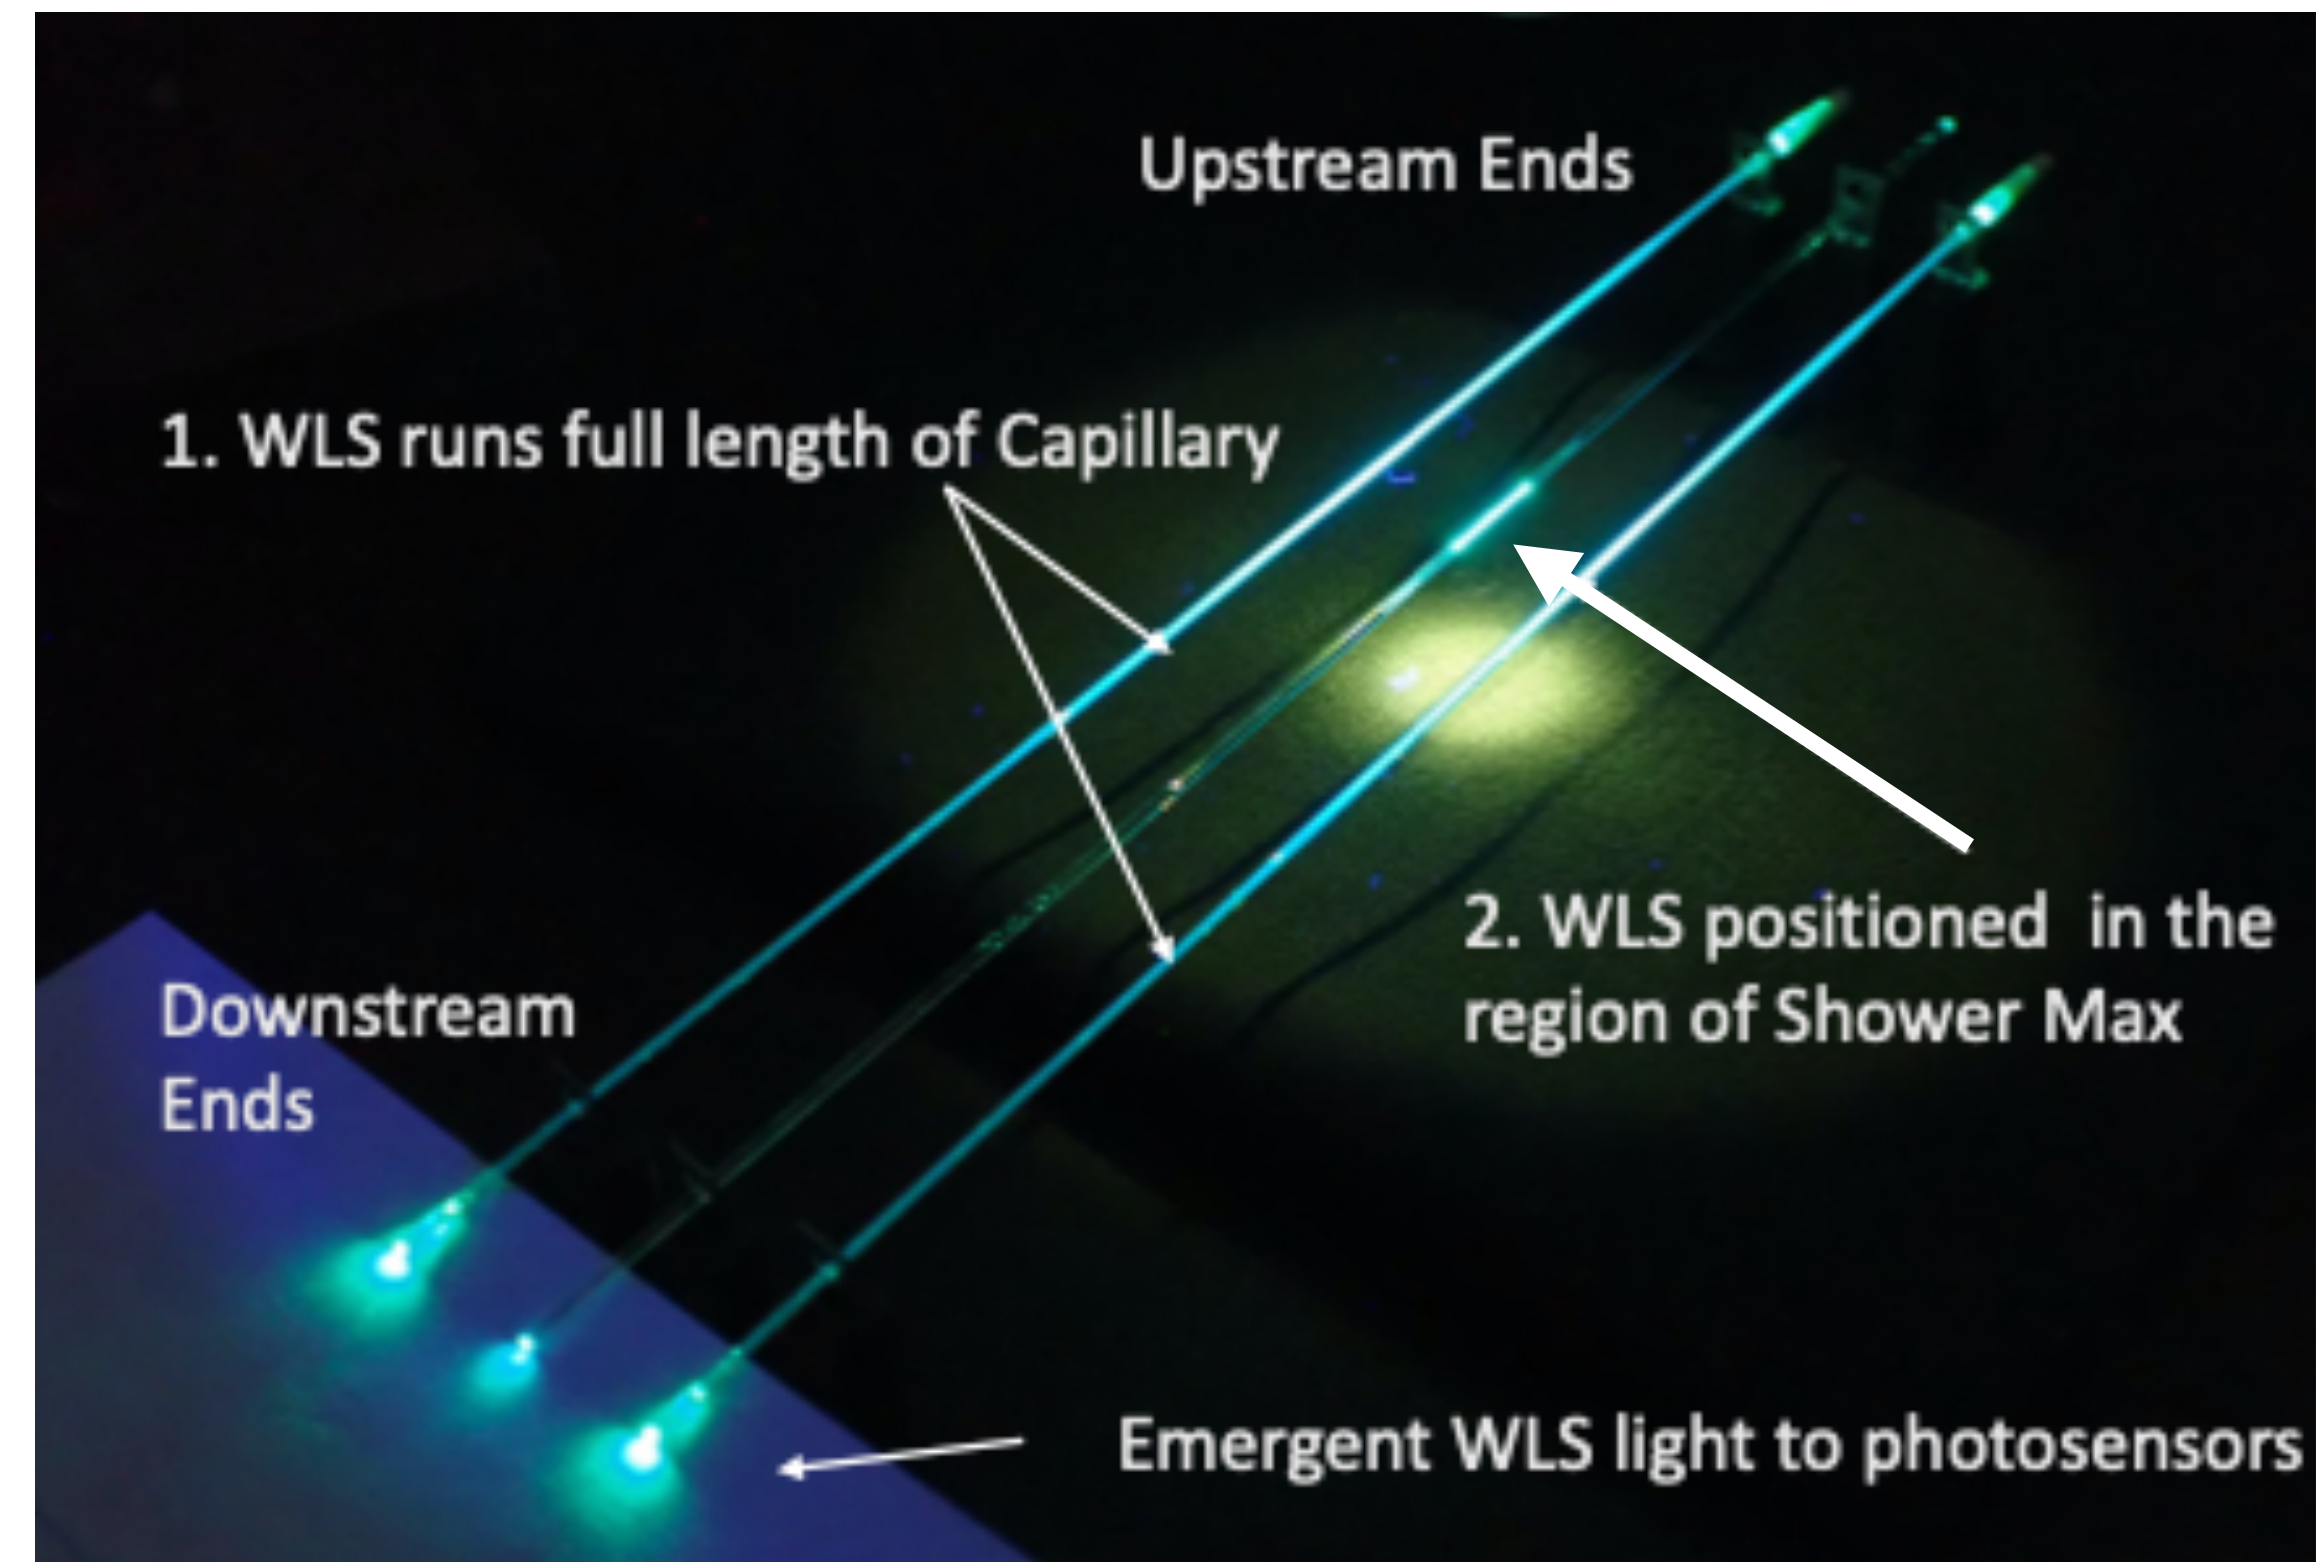 Upstream Ends
1. WLS runs full length of Capillary
2. WLS positioned in the
region of Shower Max
Downstream
Ends
Emergent WLS light to photosensors